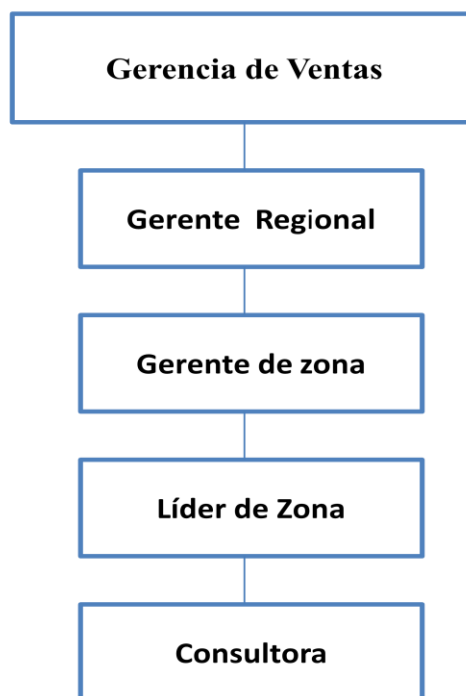 Gerencia de Ventas
Gerente Regional
Gerente de zona
Líder de Zona
Consultora